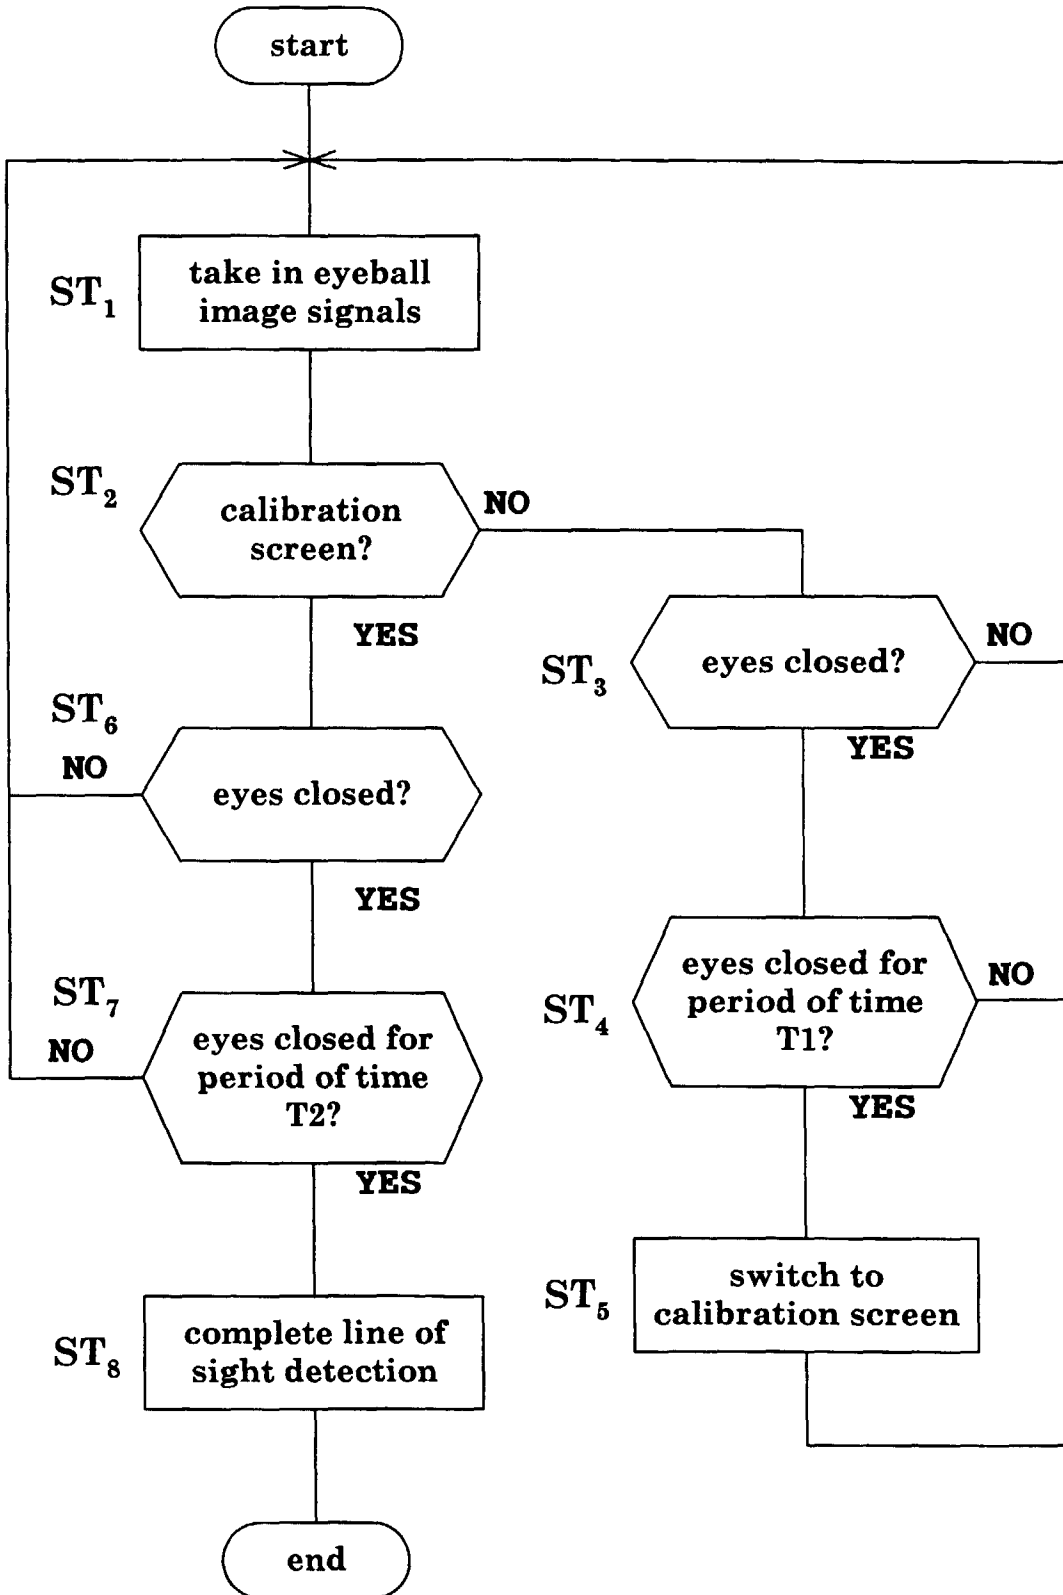 start
ST1
take in eyeball
image signals
ST2
calibration
screen?
NO
YES
ST3
eyes closed?
NO
YES
ST6
NO
eyes closed?
YES
ST4
eyes closed for
period of time
T1?
NO
YES
ST7
NO
eyes closed for
period of time
T2?
YES
ST5
switch to
calibration screen
ST8
complete line of
sight detection
end